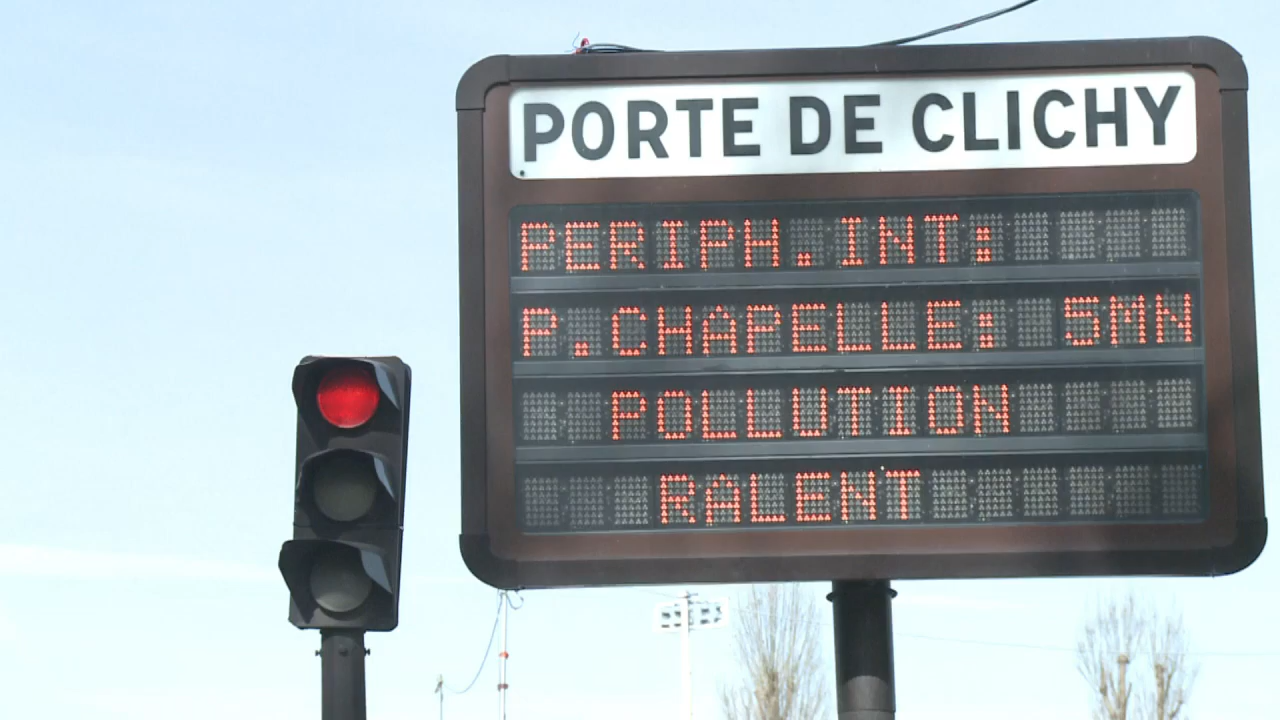 PORTE DE CLICHY
PERIPH.INT:
P.CHAPELLE: 5MN
POLLUTION
RALENT